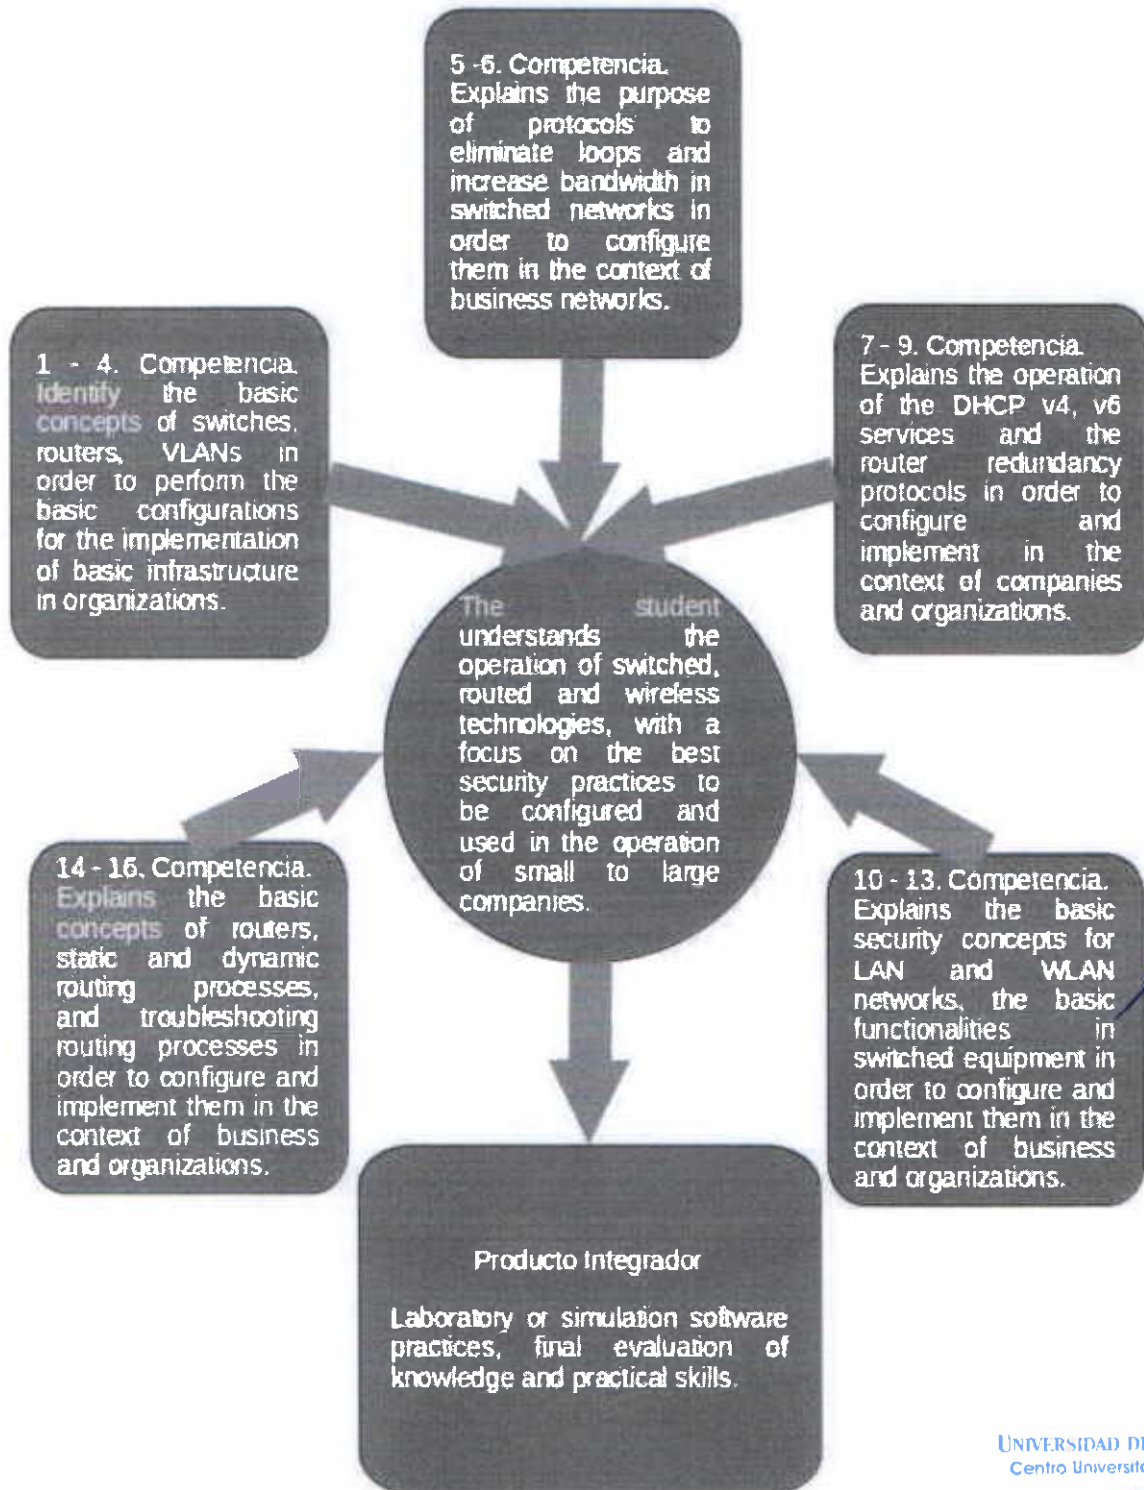 5 -6. Competencia.
Explains the purpose
of protocols to
eliminate loops and
increase bandwidth in
switched networks in
order to configure
them in the context of
business networks.
1 - 4. Competencia.
Identify the basic
concepts of switches,
routers, VLANs in
order to perform the
basic configurations
for the implementation
of basic infrastructure
in organizations.
7 - 9. Competencia.
Explains the operation
of the DHCP v4, v6
services and the
router redundancy
protocols in order to
configure and
implement in the
context of companies
and organizations.
The student
understands the
operation of switched,
routed and wireless
technologies, with a
focus on the best
security practices to
be configured and
used in the operation
of small to large
companies.
14 - 16. Competencia.
Explains the basic
concepts of routers,
static and dynamic
routing processes,
and troubleshooting
routing processes in
order to configure and
implement them in the
context of business
and organizations.
10 - 13. Competencia.
Explains the basic
security concepts for
LAN and WLAN
networks, the basic
functionalities in
switched equipment in
order to configure and
implement them in the
context of business
and organizations.
Producto Integrador
Laboratory or simulation software
practices, final evaluation of
knowledge and practical skills.
UNIVERSIDAD DE
Centro Universita